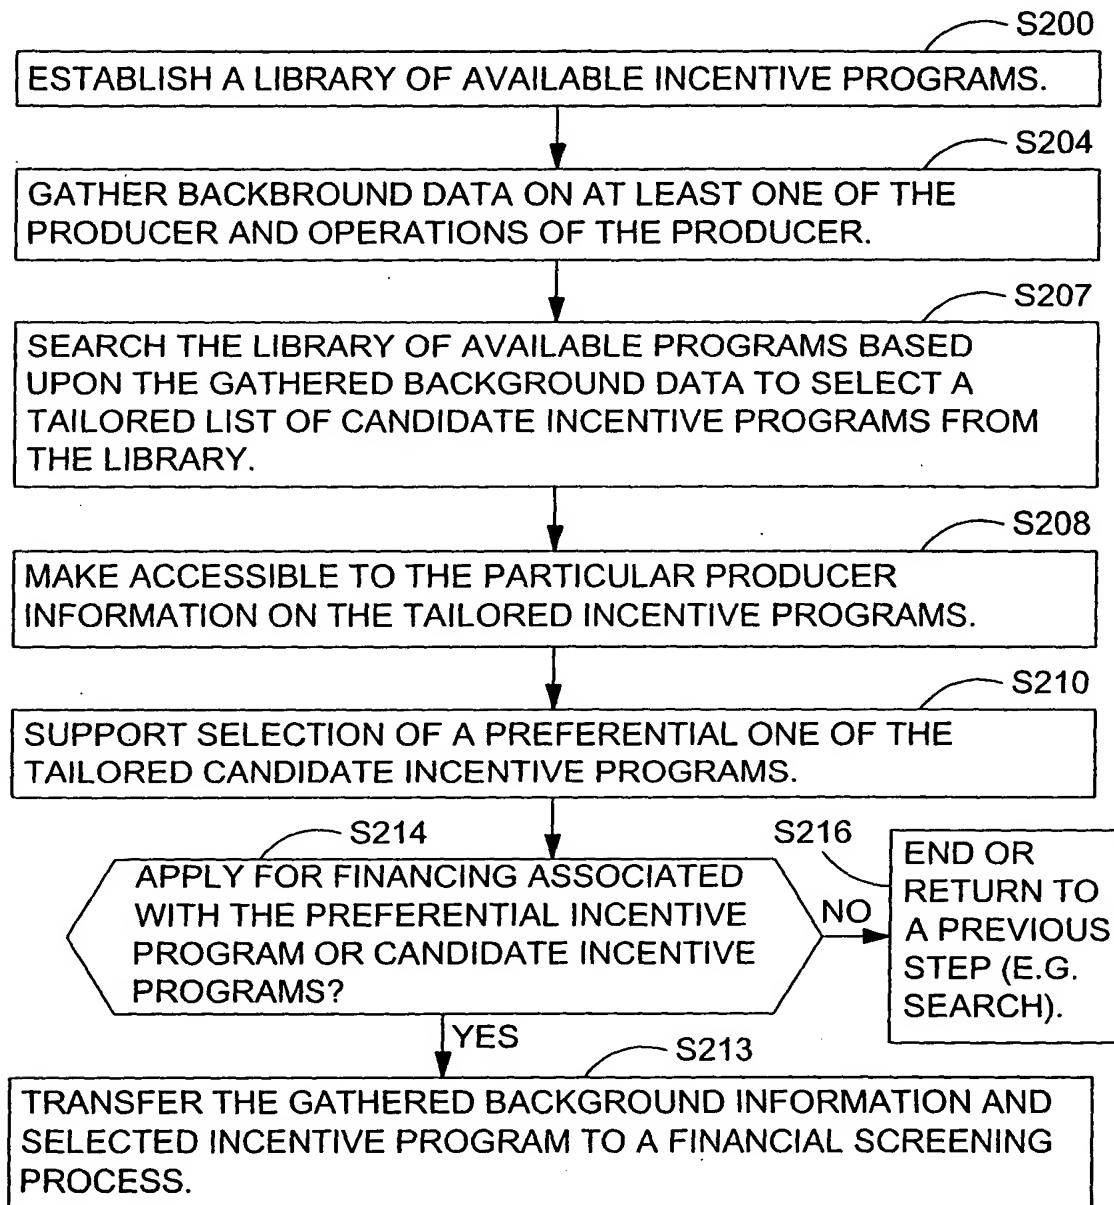 S200
ESTABLISH A LIBRARY OF AVAILABLE INCENTIVE PROGRAMS.
S204
GATHER BACKBROUND DATA ON AT LEAST ONE OF THE
PRODUCER AND OPERATIONS OF THE PRODUCER.
S207
SEARCH THE LIBRARY OF AVAILABLE PROGRAMS BASED
UPON THE GATHERED BACKGROUND DATA TO SELECT A
TAILORED LIST OF CANDIDATE INCENTIVE PROGRAMS FROM
THE LIBRARY.
S208
MAKE ACCESSIBLE TO THE PARTICULAR PRODUCER
INFORMATION ON THE TAILORED INCENTIVE PROGRAMS.
S210
SUPPORT SELECTION OF A PREFERENTIAL ONE OF THE
TAILORED CANDIDATE INCENTIVE PROGRAMS.
S214
APPLY FOR FINANCING ASSOCIATED
WITH THE PREFERENTIAL INCENTIVE
PROGRAM OR CANDIDATE INCENTIVE
PROGRAMS?
NO
S216
END OR
RETURN TO
A PREVIOUS
STEP (E.G.
SEARCH).
YES
S213
TRANSFER THE GATHERED BACKGROUND INFORMATION AND
SELECTED INCENTIVE PROGRAM TO A FINANCIAL SCREENING
PROCESS.